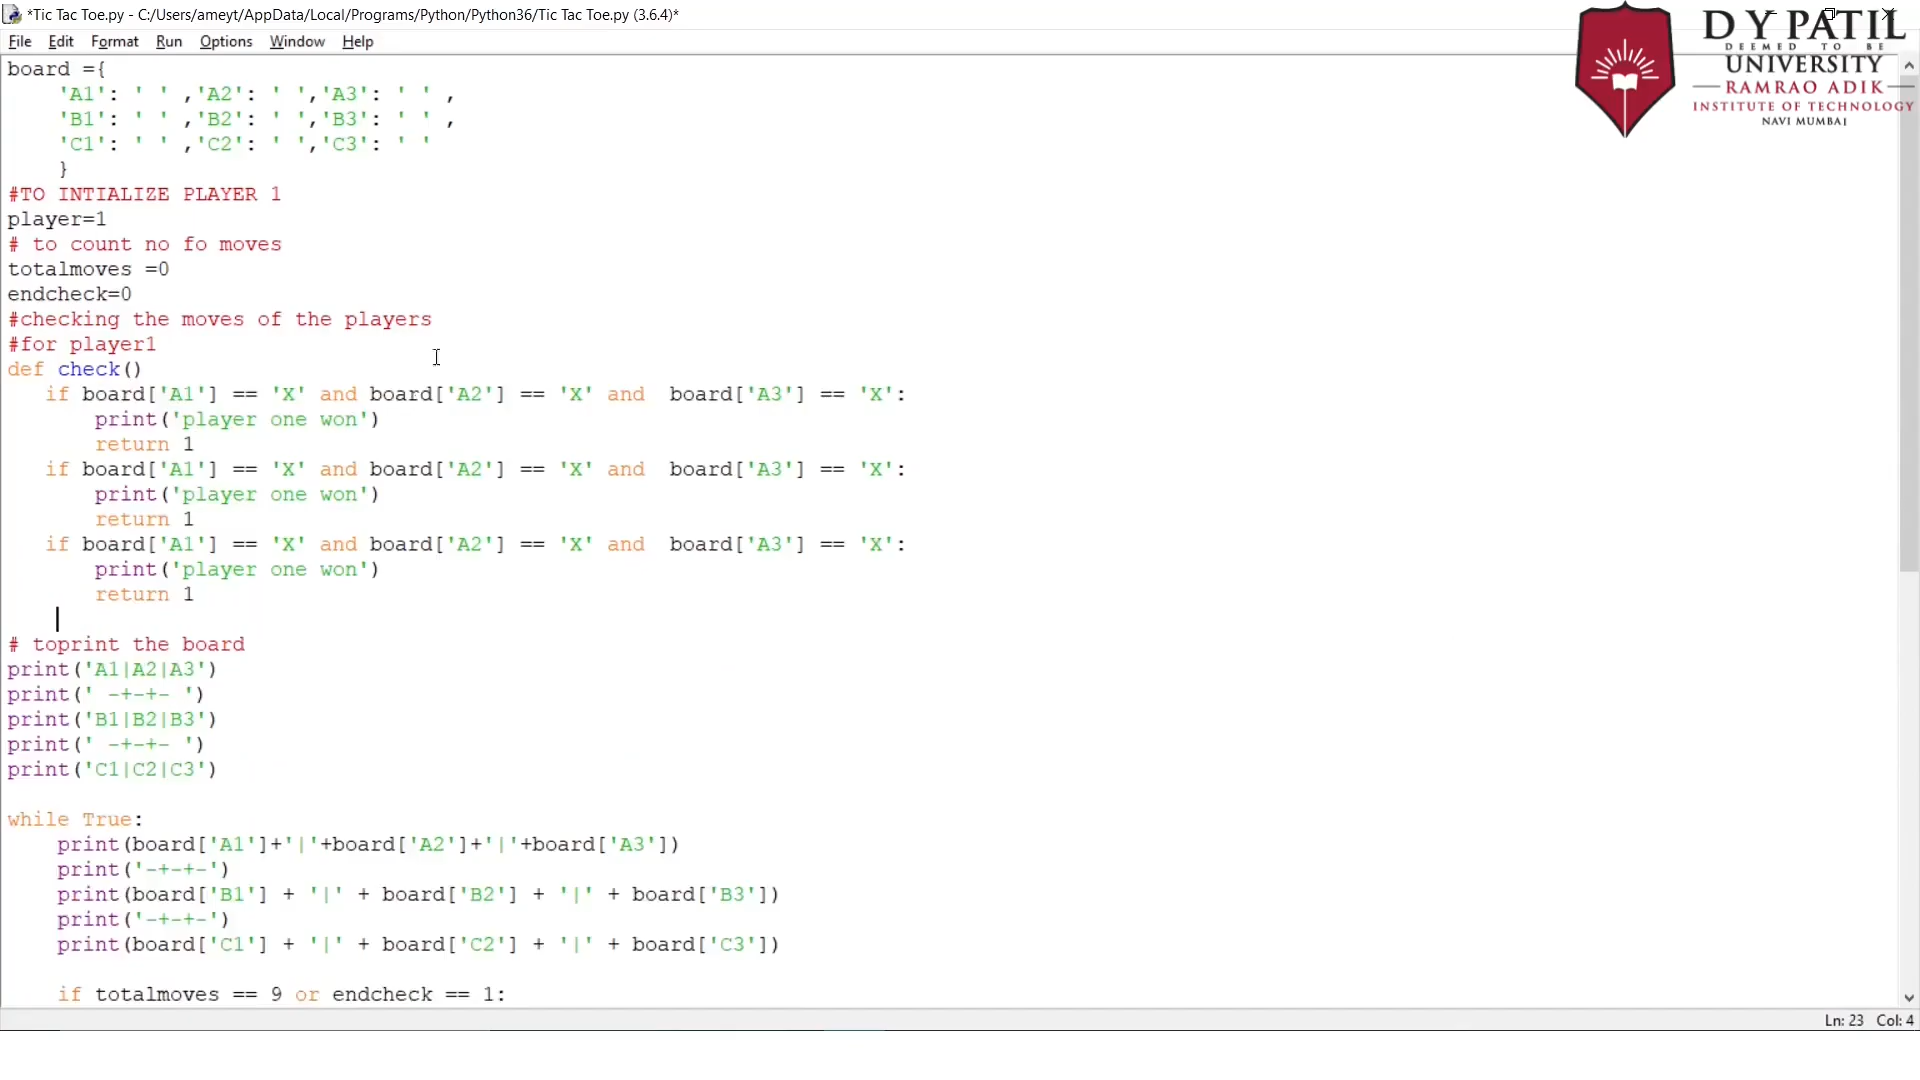 *Tic Tac Toe.py - C:/Users/ameyt/AppData/Local/Programs/Python/Python36/Tic Tac Toe.py (3.6.4)*
File Edit Format Run Options Window Help
D Y PATIL
DEEMED TO BE
UNIVERSITY
RAMRAO ADIK
INSTITUTE OF TECHNOLOGY
NAVI MUMBAI
board ={
    'A1': ' ' ,'A2': ' ','A3': ' ' ,
    'B1': ' ' ,'B2': ' ','B3': ' ' ,
    'C1': ' ' ,'C2': ' ','C3': ' '
    }
#TO INTIALIZE PLAYER 1
player=1
# to count no fo moves
totalmoves =0
endcheck=0
#checking the moves of the players
#for player1
def check()
   if board['A1'] == 'X' and board['A2'] == 'X' and  board['A3'] == 'X':
       print('player one won')
       return 1
   if board['A1'] == 'X' and board['A2'] == 'X' and  board['A3'] == 'X':
       print('player one won')
       return 1
   if board['A1'] == 'X' and board['A2'] == 'X' and  board['A3'] == 'X':
       print('player one won')
       return 1
# toprint the board
print('A1|A2|A3')
print(' -+-+- ')
print('B1|B2|B3')
print(' -+-+- ')
print('C1|C2|C3')
while True:
    print(board['A1']+'|'+board['A2']+'|'+board['A3'])
    print('-+-+-')
    print(board['B1'] + '|' + board['B2'] + '|' + board['B3'])
    print('-+-+-')
    print(board['C1'] + '|' + board['C2'] + '|' + board['C3'])
    if totalmoves == 9 or endcheck == 1:
Ln: 23 Col: 4